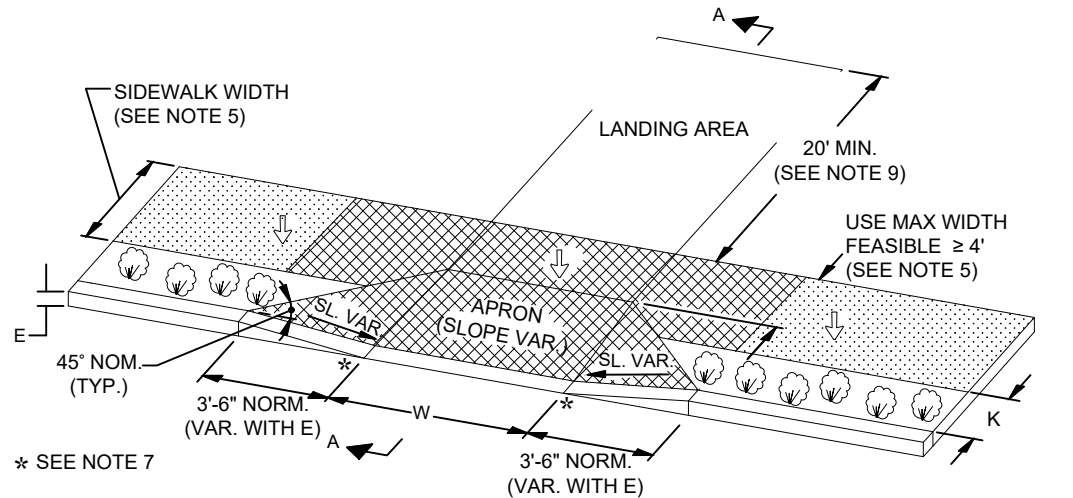 A
SIDEWALK WIDTH
(SEE NOTE 5)
LANDING AREA
20' MIN.
(SEE NOTE 9)
USE MAX WIDTH
FEASIBLE ≥ 4'
(SEE NOTE 5)
E
SL. VAR.
APRON
(SLOPE VAR.)
SL. VAR.
45° NOM.
(TYP.)
*
*
3'-6" NORM.
(VAR. WITH E)
W
K
A
3'-6" NORM.
(VAR. WITH E)
* SEE NOTE 7